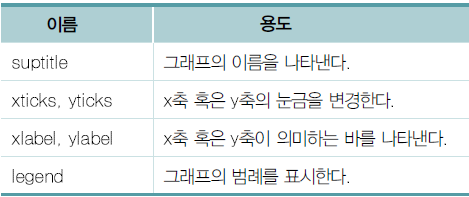 이름 용도
suptitle 그래프의 이름을 나타낸다.
xticks, yticks x축 혹은 y축의 눈금을 변경한다.
xlabel, ylabel x축 혹은 y축이 의미하는 바를 나타낸다.
legend 그래프의 범례를 표시한다.